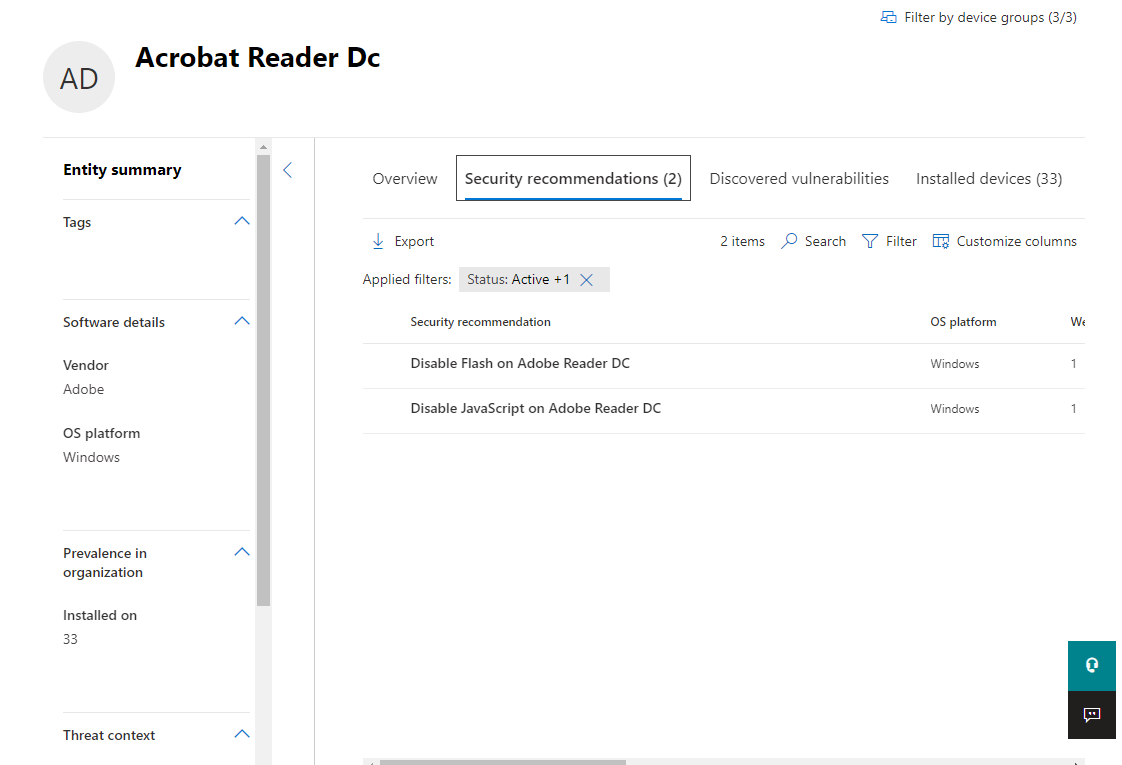 Filter by device groups (3/3)
AD
Acrobat Reader Dc
Entity summary
Tags
Software details
Vendor
Adobe
OS platform
Windows
Prevalence in
organization
Installed on
33
Threat context
Overview
Security recommendations (2)
Discovered vulnerabilities
Installed devices (33)
Export
2 items
Search
Filter
Customize columns
Applied filters:
Status: Active +1
Security recommendation
OS platform
We
Disable Flash on Adobe Reader DC
Windows
1
Disable JavaScript on Adobe Reader DC
Windows
1